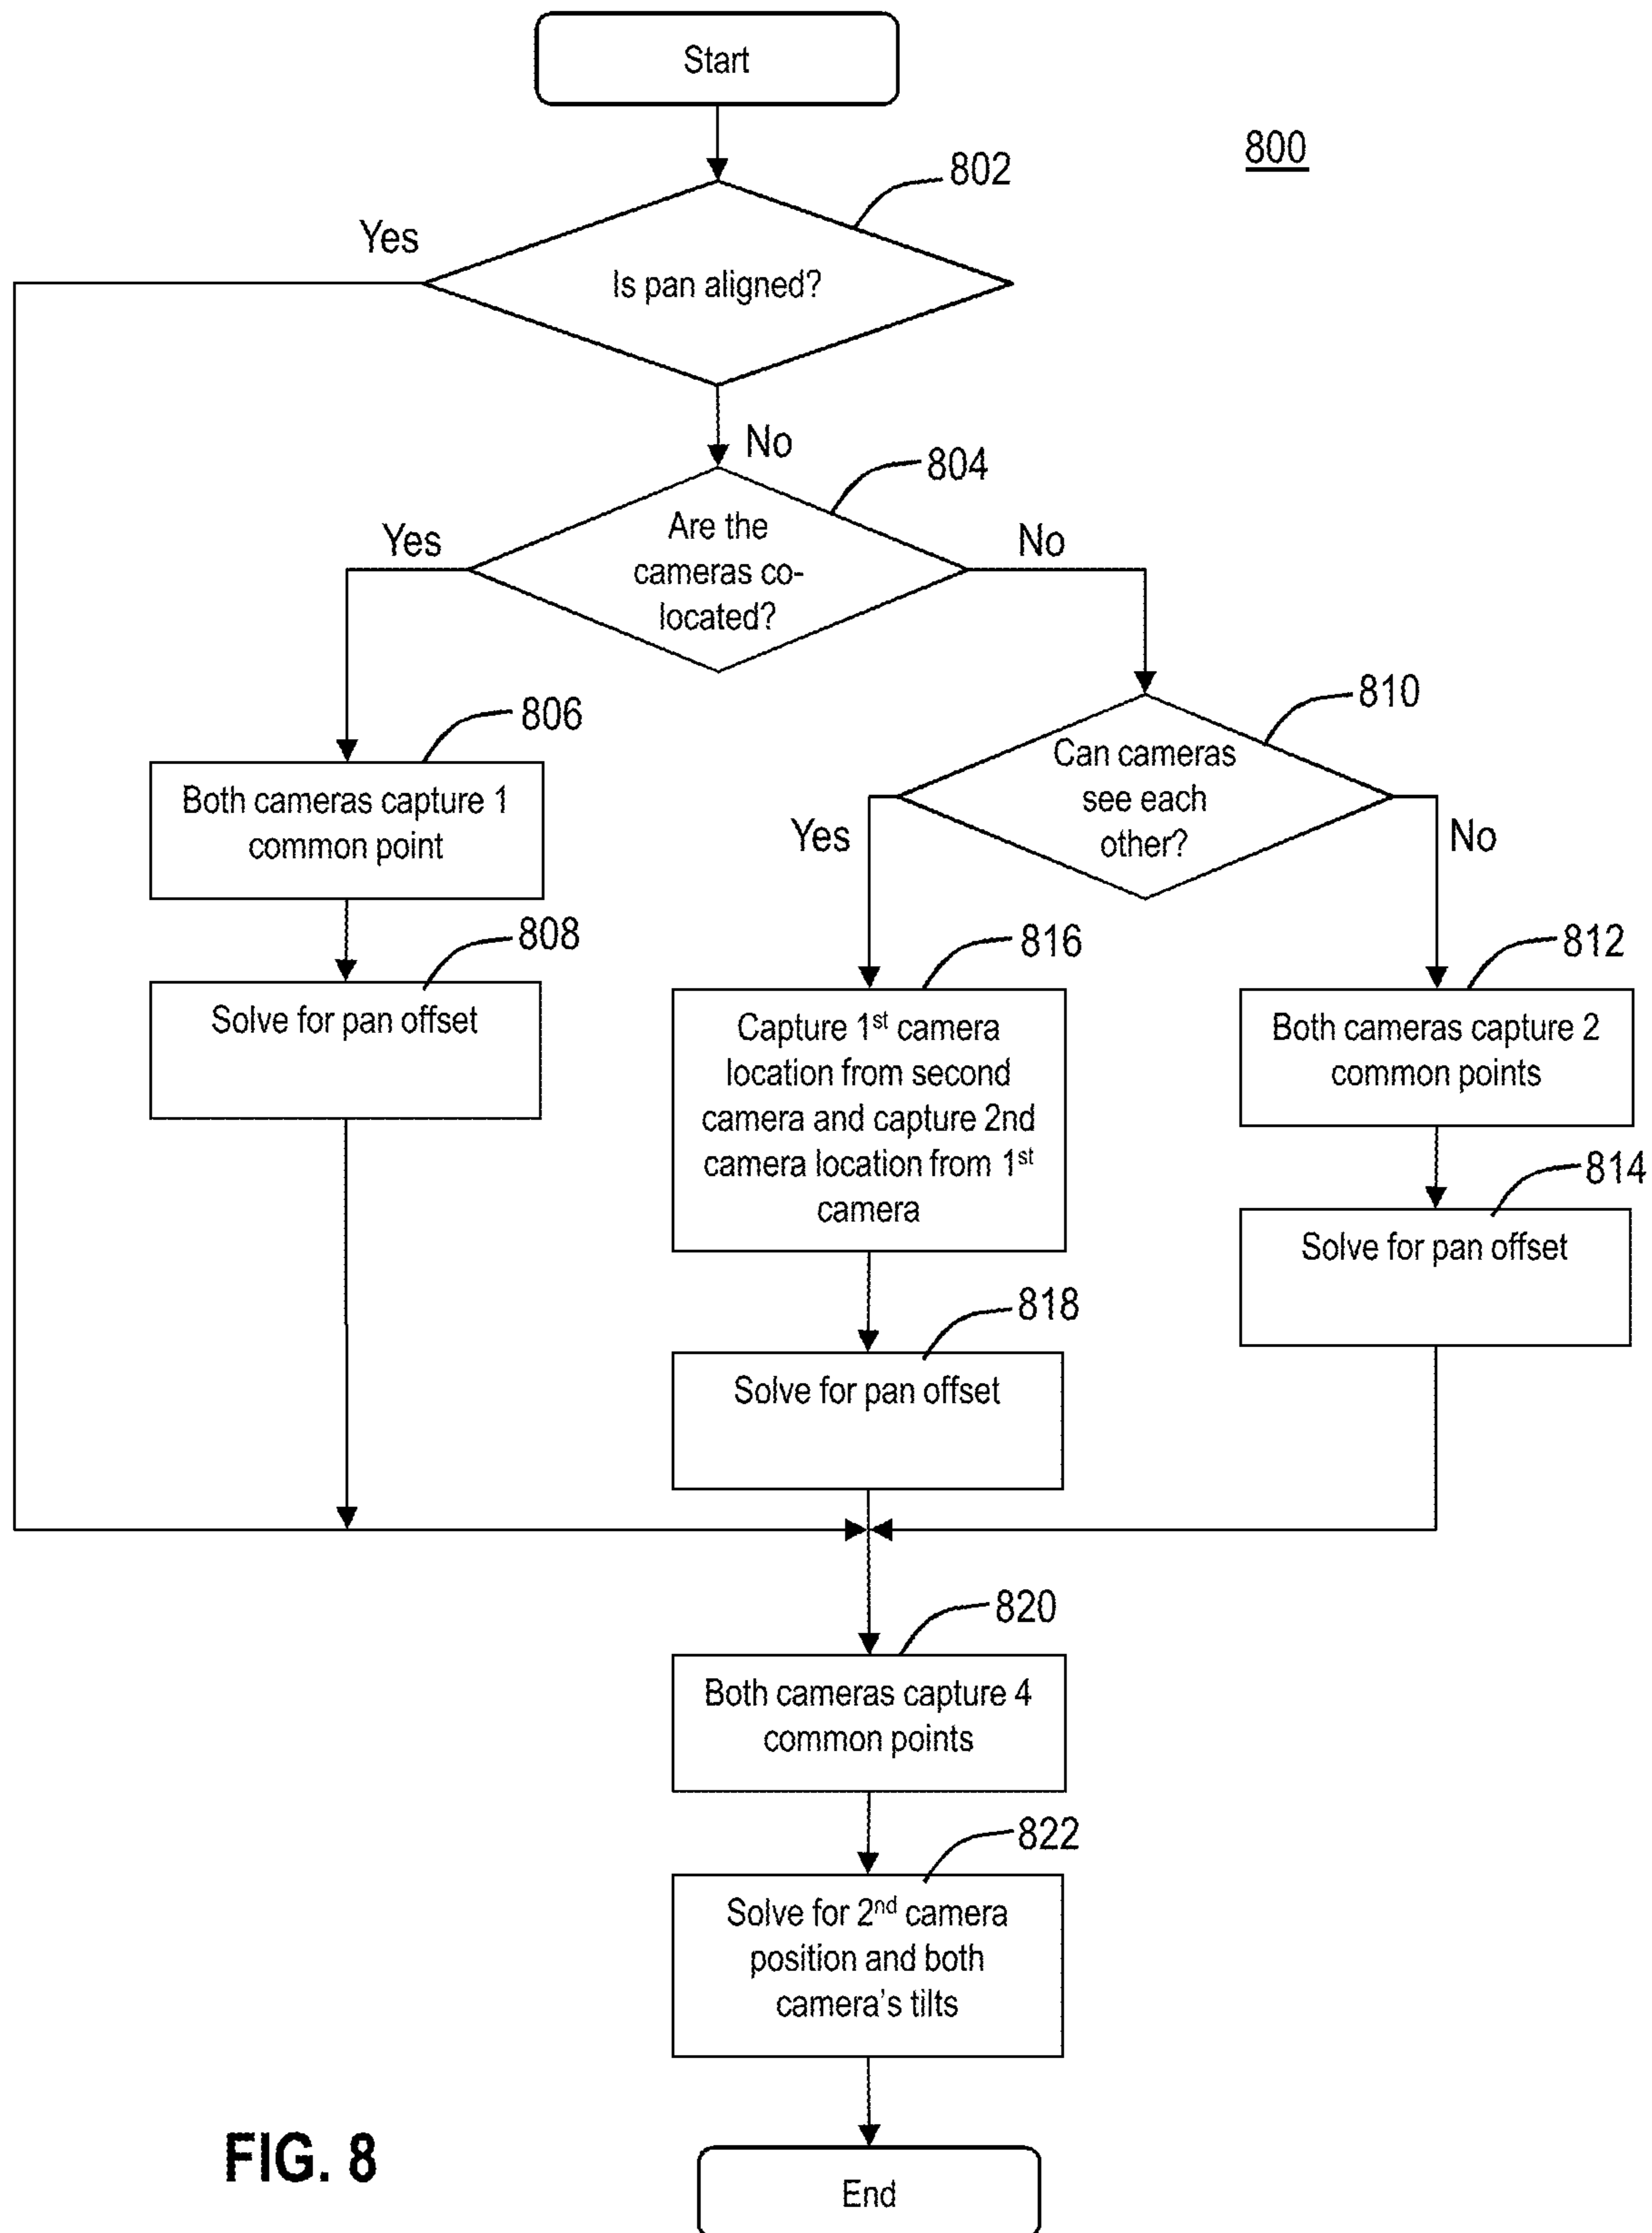 Start
800
802
Yes
Is pan aligned?
No
804
Yes
Are the
cameras co-
located?
No
810
806
Can cameras
see each
other?
Both cameras capture 1
common point
Yes
No
808
816
812
Solve for pan offset
Capture 1st camera
location from second
camera and capture 2nd
camera location from 1st
camera
Both cameras capture 2
common points
814
Solve for pan offset
818
Solve for pan offset
820
Both cameras capture 4
common points
822
Solve for 2nd camera
position and both
camera's tilts
FIG. 8
End